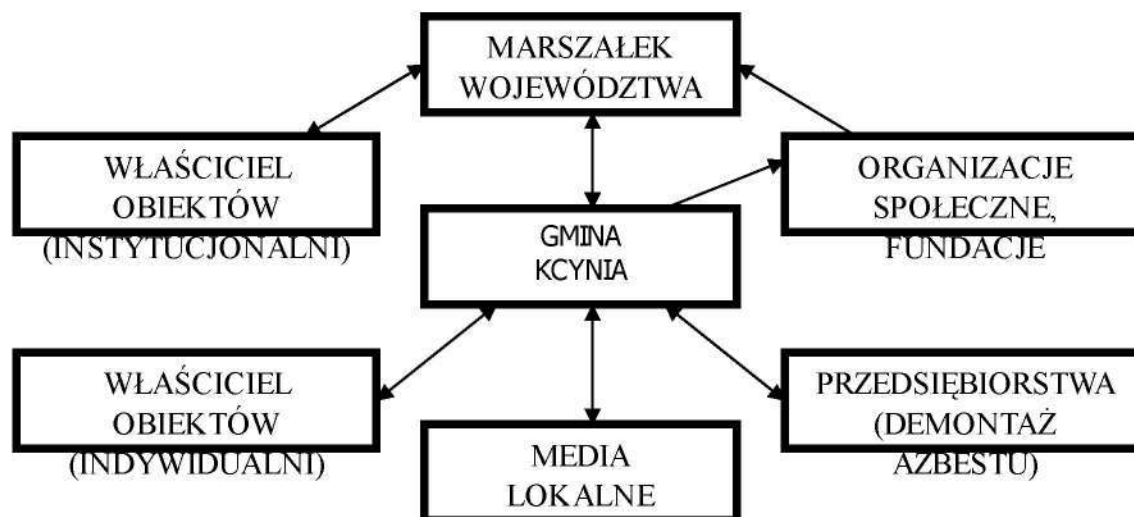 MARSZAŁEK
WOJEWÓDZTWA
WŁAŚCICIEL
OBIEKTÓW
(INSTYTUCJONALNI)
ORGANIZACJE
SPOŁECZNE,
FUNDACJE
GMINA
KCYNIA
WŁAŚCICIEL
OBIEKTÓW
(INDYWIDUALNI)
PRZEDSIĘBIORSTWA
(DEMONTAŻ
AZBESTU)
MEDIA
LOKALNE